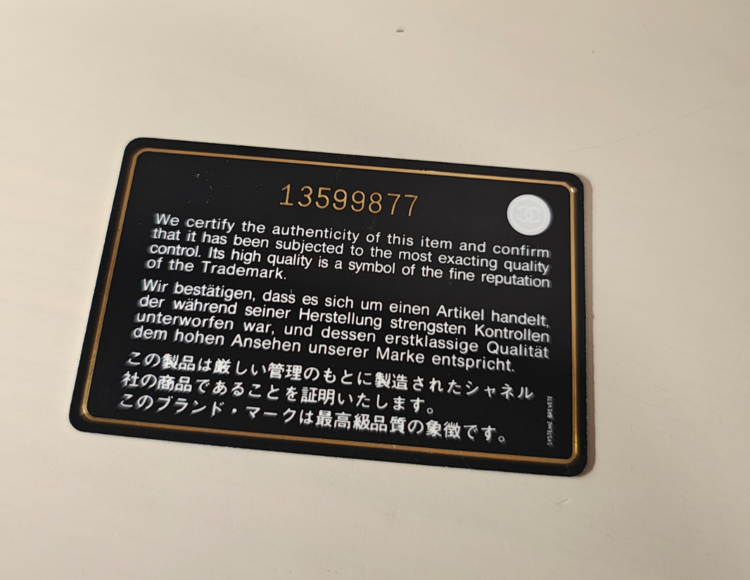 13599877
We certify the authenticity of this item and confirm
that it has been subjected to the most exacting quality
control. Its high quality is a symbol of the fine reputation
of the Trademark.
Wir bestätigen, dass es sich um einen Artikel handelt,
der während seiner Herstellung strengsten Kontrollen
unterworfen war, und dessen erstklassige Qualität
dem hohen Ansehen unserer Marke entspricht.
この製品は厳しい管理のもとに製造されたシャネル
社の商品であることを証明いたします。
このブランド・マークは最高級品質の象徴です。
SYSTEME BREVETE